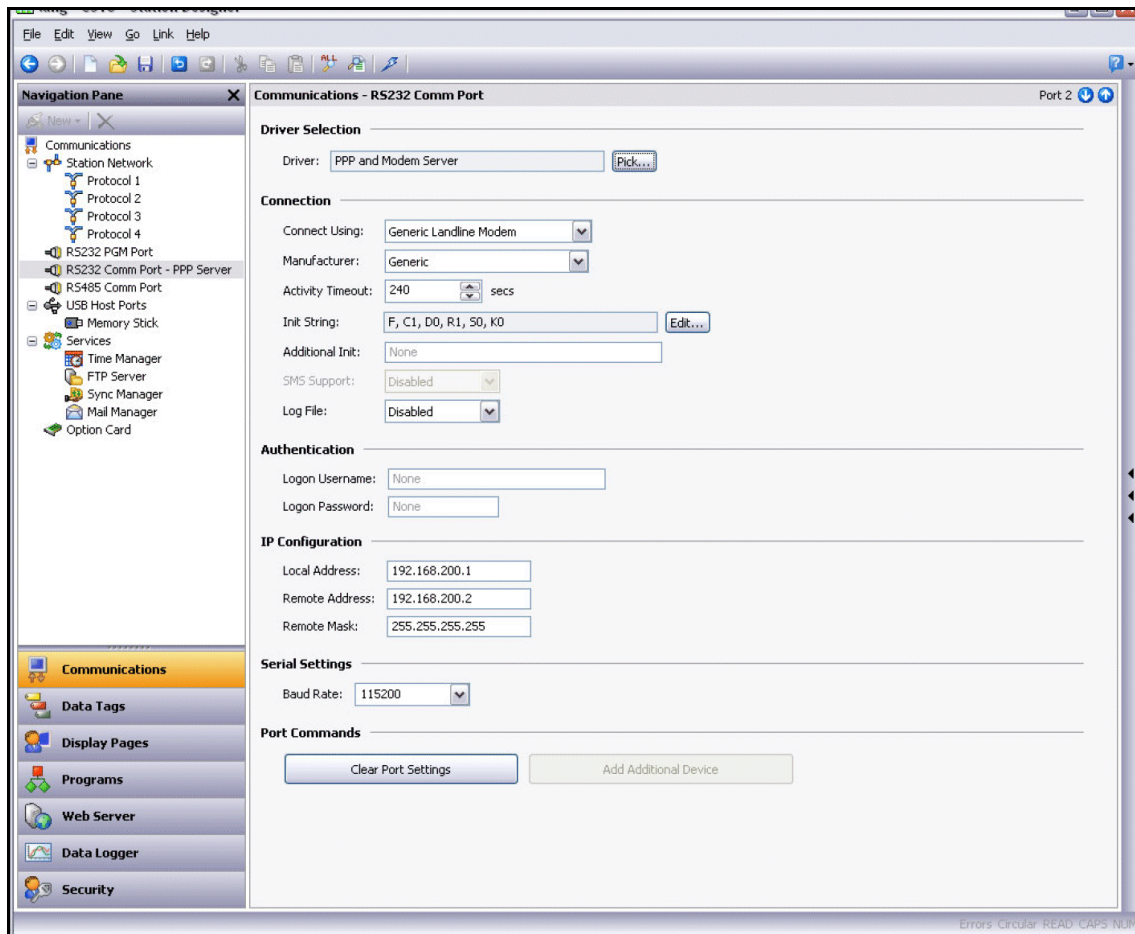 Station Designer
File Edit View Go Link Help
ALL
?
Navigation Pane X
New
Communications
Station Network
Protocol 1
Protocol 2
Protocol 3
Protocol 4
RS232 PGM Port
RS232 Comm Port - PPP Server
RS485 Comm Port
USB Host Ports
Memory Stick
Services
Time Manager
FTP Server
Sync Manager
Mail Manager
Option Card
Communications
Data Tags
Display Pages
Programs
Web Server
Data Logger
Security
Communications - RS232 Comm Port Port 2
Driver Selection
Driver: PPP and Modem Server Pick...
Connection
Connect Using: Generic Landline Modem
Manufacturer: Generic
Activity Timeout: 240 secs
Init String: F, C1, D0, R1, S0, K0 Edit...
Additional Init: None
SMS Support: Disabled
Log File: Disabled
Authentication
Logon Username: None
Logon Password: None
IP Configuration
Local Address: 192.168.200.1
Remote Address: 192.168.200.2
Remote Mask: 255.255.255.255
Serial Settings
Baud Rate: 115200
Port Commands
Clear Port Settings Add Additional Device
Errors Circular READ CAPS NUM